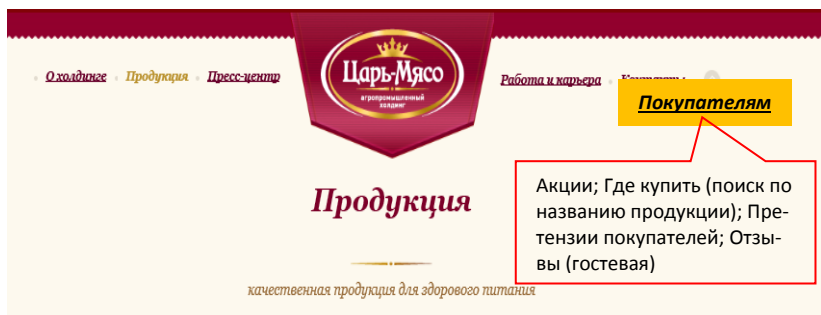 О холдинге
Продукция
Пресс-центр
Царь-Мясо
агропромышленный
холдинг
Работа и карьера
Покупателям
Продукция
Акции; Где купить (поиск по
названию продукции); Пре-
тензии покупателей; Отзы-
вы (гостевая)
качественная продукция для здорового питания